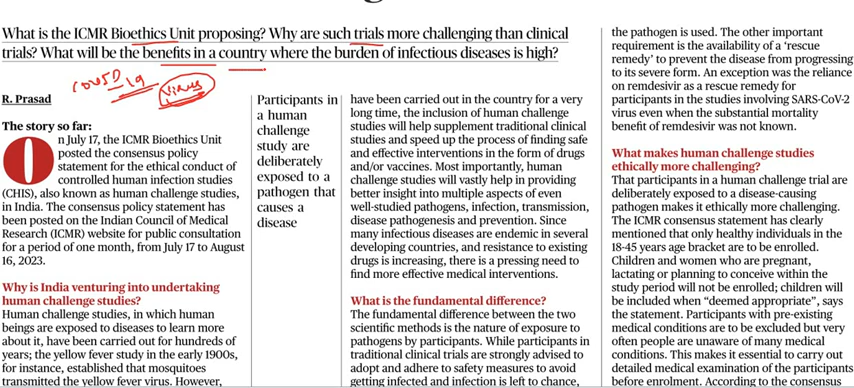 What is the ICMR Bioethics Unit proposing? Why are such trials more challenging than clinical
trials? What will be the benefits in a country where the burden of infectious diseases is high?
COVID 19
Virus
R. Prasad
The story so far:
On July 17, the ICMR Bioethics Unit
posted the consensus policy
statement for the ethical conduct of
controlled human infection studies
(CHIS), also known as human challenge studies,
in India. The consensus policy statement has
been posted on the Indian Council of Medical
Research (ICMR) website for public consultation
for a period of one month, from July 17 to August
16, 2023.
Why is India venturing into undertaking
human challenge studies?
Human challenge studies, in which human
beings are exposed to diseases to learn more
about it, have been carried out for hundreds of
years; the yellow fever study in the early 1900s,
for instance, established that mosquitoes
transmitted the yellow fever virus. However,
Participants in
a human
challenge
study are
deliberately
exposed to a
pathogen that
causes a
disease
have been carried out in the country for a very
long time, the inclusion of human challenge
studies will help supplement traditional clinical
studies and speed up the process of finding safe
and effective interventions in the form of drugs
and/or vaccines. Most importantly, human
challenge studies will vastly help in providing
better insight into multiple aspects of even
well-studied pathogens, infection, transmission,
disease pathogenesis and prevention. Since
many infectious diseases are endemic in several
developing countries, and resistance to existing
drugs is increasing, there is a pressing need to
find more effective medical interventions.
What is the fundamental difference?
The fundamental difference between the two
scientific methods is the nature of exposure to
pathogens by participants. While participants in
traditional clinical trials are strongly advised to
adopt and adhere to safety measures to avoid
getting infected and infection is left to chance,
the pathogen is used. The other important
requirement is the availability of a ‘rescue
remedy’ to prevent the disease from progressing
to its severe form. An exception was the reliance
on remdesivir as a rescue remedy for
participants in the studies involving SARS-CoV-2
virus even when the substantial mortality
benefit of remdesivir was not known.
What makes human challenge studies
ethically more challenging?
That participants in a human challenge trial are
deliberately exposed to a disease-causing
pathogen makes it ethically more challenging.
The ICMR consensus statement has clearly
mentioned that only healthy individuals in the
18-45 years age bracket are to be enrolled.
Children and women who are pregnant,
lactating or planning to conceive within the
study period will not be enrolled; children will
be included when “deemed appropriate”, says
the statement. Participants with pre-existing
medical conditions are to be excluded but very
often people are unaware of many medical
conditions. This makes it essential to carry out
detailed medical examination of the participants
before enrolment. According to the consensus